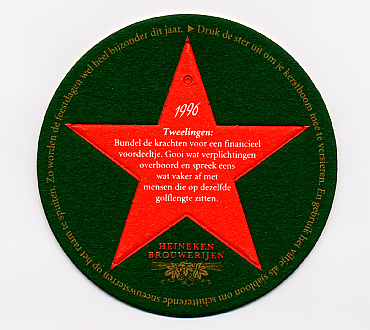 ▶ Druk de ster uit om je kerstboom mee te versieren. En gebruik het viltje als sjabloon om schitterende sneeuwsterren op het raam te spuiten. Zo worden de feestdagen wel heel bijzonder dit jaar.
1996
Tweelingen:
Bundel de krachten voor een financieel
voordeeltje. Gooi wat verplichtingen
overboord en spreek eens
wat vaker af met
mensen die op dezelfde
golflengte zitten.
HEINEKEN
BROUWERIJEN